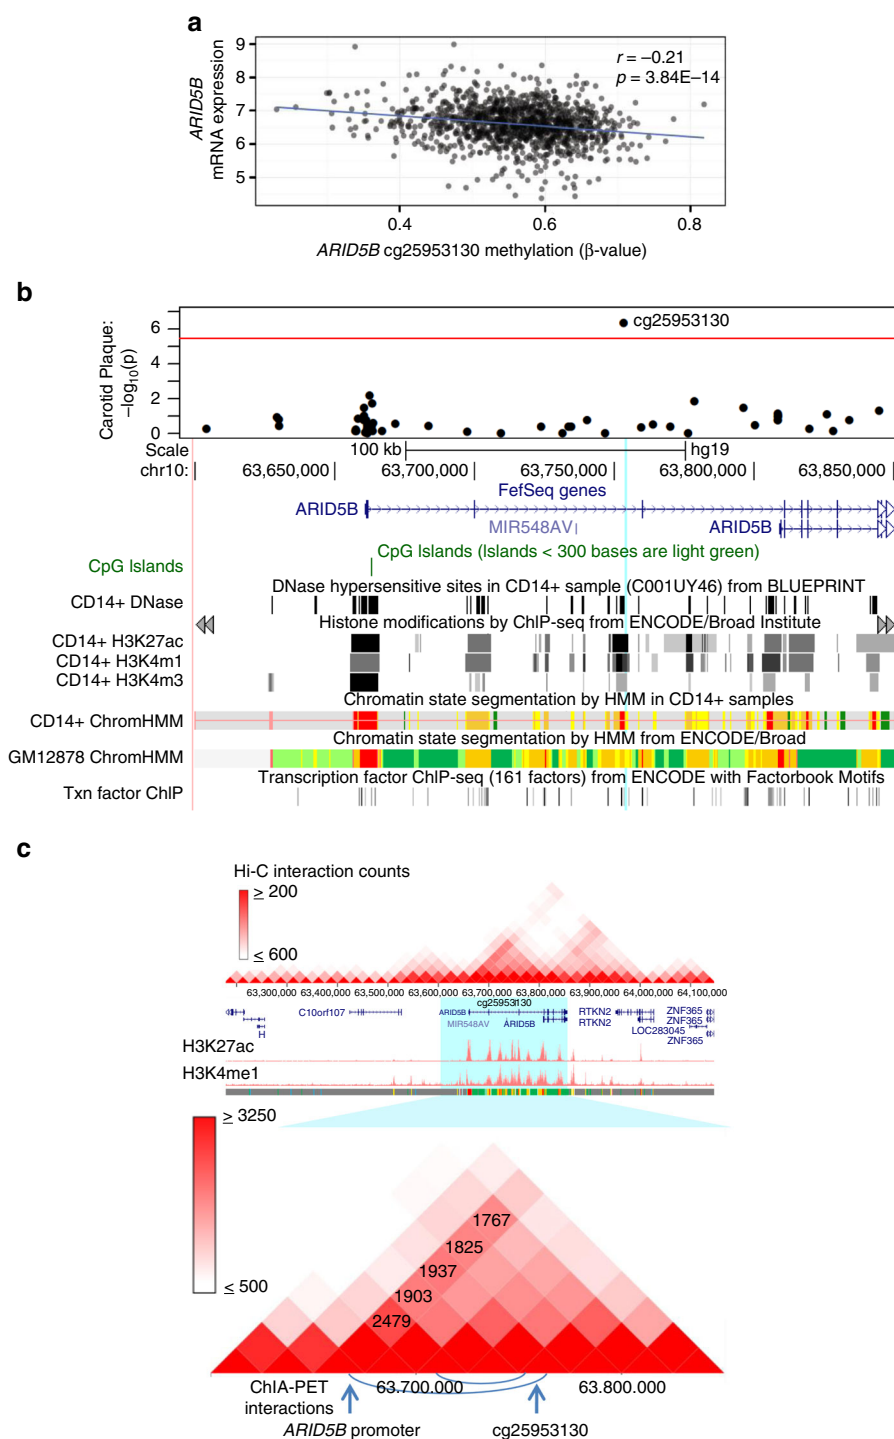 a
ARID5B
mRNA expression
9
8
7
6
5
r = −0.21
p = 3.84E−14
0.4
0.6
0.8
ARID5B cg25953130 methylation (β-value)
b
Carotid Plaque:
−log10(p)
6
4
2
0
cg25953130
Scale
100 kb
hg19
chr10:
63,650,000
63,700,000
63,750,000
63,800,000
63,850,000
FefSeq genes
ARID5B
MIR548AV
ARID5B
CpG Islands (Islands < 300 bases are light green)
CpG Islands
DNase hypersensitive sites in CD14+ sample (C001UY46) from BLUEPRINT
CD14+ DNase
Histone modifications by ChIP-seq from ENCODE/Broad Institute
CD14+ H3K27ac
CD14+ H3K4m1
CD14+ H3K4m3
Chromatin state segmentation by HMM in CD14+ samples
CD14+ ChromHMM
Chromatin state segmentation by HMM from ENCODE/Broad
GM12878 ChromHMM
Transcription factor ChIP-seq (161 factors) from ENCODE with Factorbook Motifs
Txn factor ChIP
c
Hi-C interaction counts
≥ 200
≤ 600
63,300,000 63,400,000 63,500,000 63,600,000 63,700,000 63,800,000 63,900,000 64,000,000 64,100,000
cg25953130
C10orf107
ARID5B
RTKN2
ZNF365
MIR548AV
ARID5B
RTKN2
ZNF365
H
LOC283045
ZNF365
H3K27ac
H3K4me1
≥ 3250
≤ 500
1767
1825
1937
1903
2479
ChIA-PET
interactions
63.700.000
63.800.000
ARID5B promoter
cg25953130